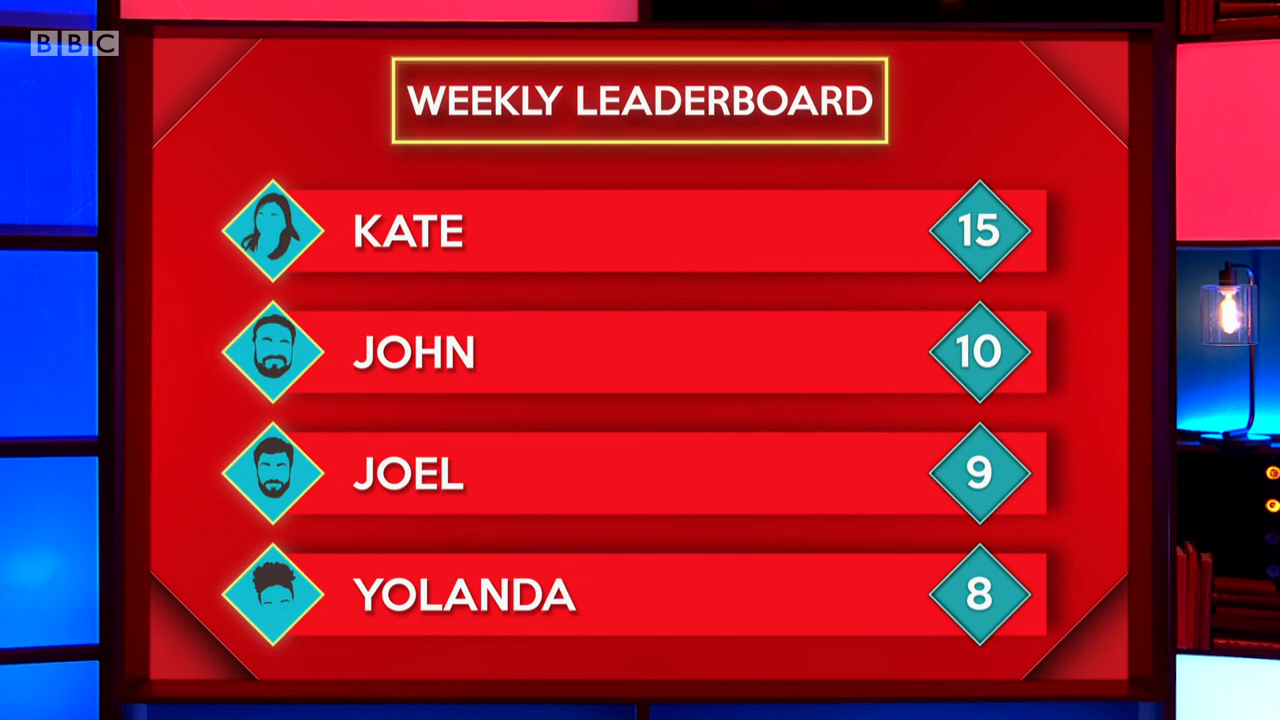 BBC
WEEKLY LEADERBOARD
KATE 15
JOHN 10
JOEL 9
YOLANDA 8